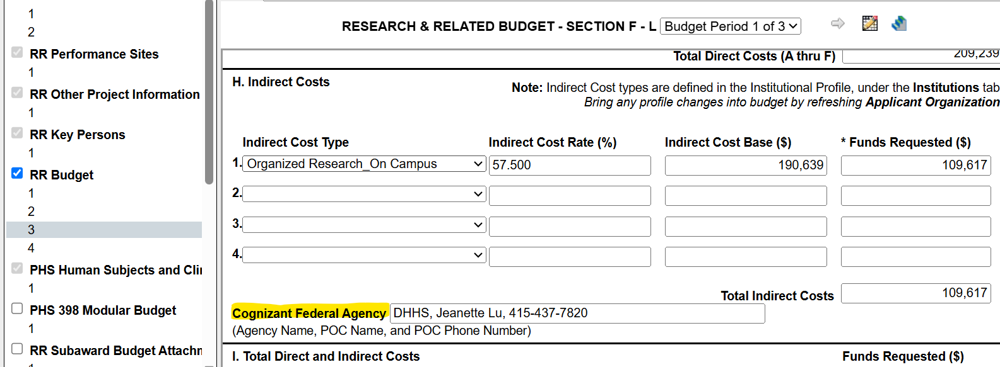 1
2
RR Performance Sites
1
RR Other Project Information
1
RR Key Persons
1
RR Budget
1
2
3
4
PHS Human Subjects and Cli
1
PHS 398 Modular Budget
1
RR Subaward Budget Attach
RESEARCH & RELATED BUDGET - SECTION F - L Budget Period 1 of 3
Total Direct Costs (A thru F) 209,239
H. Indirect Costs
Note: Indirect Cost types are defined in the Institutional Profile, under the Institutions tab
Bring any profile changes into budget by refreshing Applicant Organization
Indirect Cost Type Indirect Cost Rate (%) Indirect Cost Base ($) * Funds Requested ($)
1. Organized Research_On Campus 57.500 190,639 109,617
2.
3.
4.
Total Indirect Costs 109,617
Cognizant Federal Agency DHHS, Jeanette Lu, 415-437-7820
(Agency Name, POC Name, and POC Phone Number)
I. Total Direct and Indirect Costs Funds Requested ($)